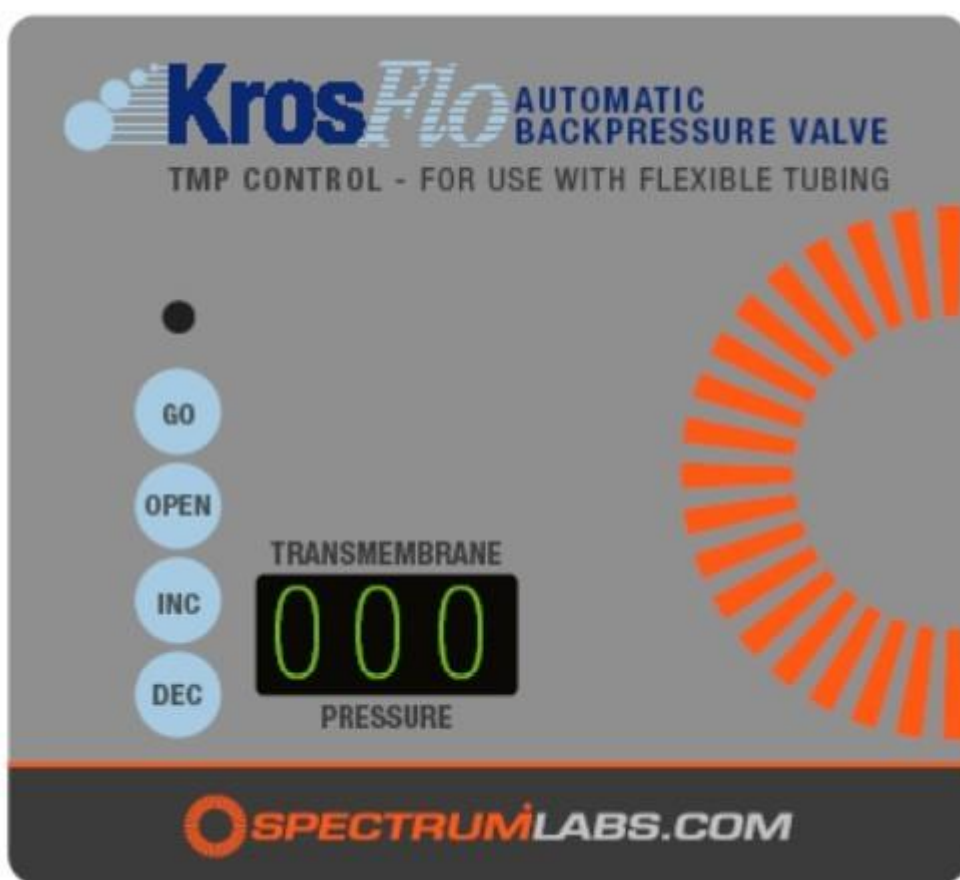 KrosFlo AUTOMATIC
BACKPRESSURE VALVE
TMP CONTROL - FOR USE WITH FLEXIBLE TUBING
GO
OPEN
INC
DEC
TRANSMEMBRANE
000
PRESSURE
SPECTRUMLABS.COM